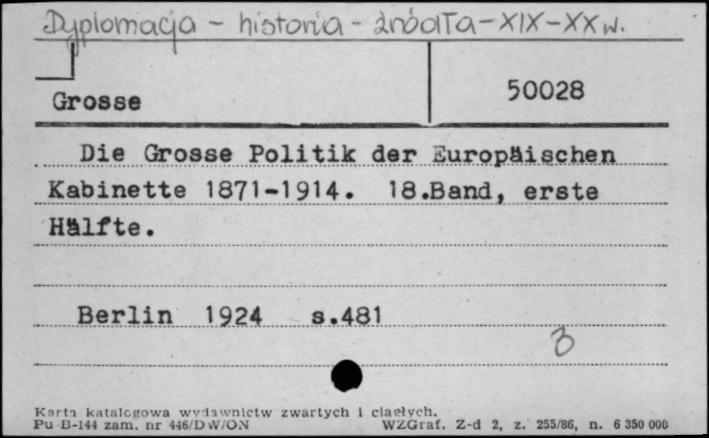 Dyplomacja - historia - źródła - XIX - XX w.
Grosse
50028
Die Grosse Politik der Europäischen
Kabinette 1871-1914. 18.Band, erste
Hälfte.
Berlin 1924 s.481
3
Karta katalogowa wydawnictw zwartych i ciągłych.
Pu B-144 zam. nr 446/DW/ON WZGraf. Z-d 2, z. 255/86, n. 6 350 000